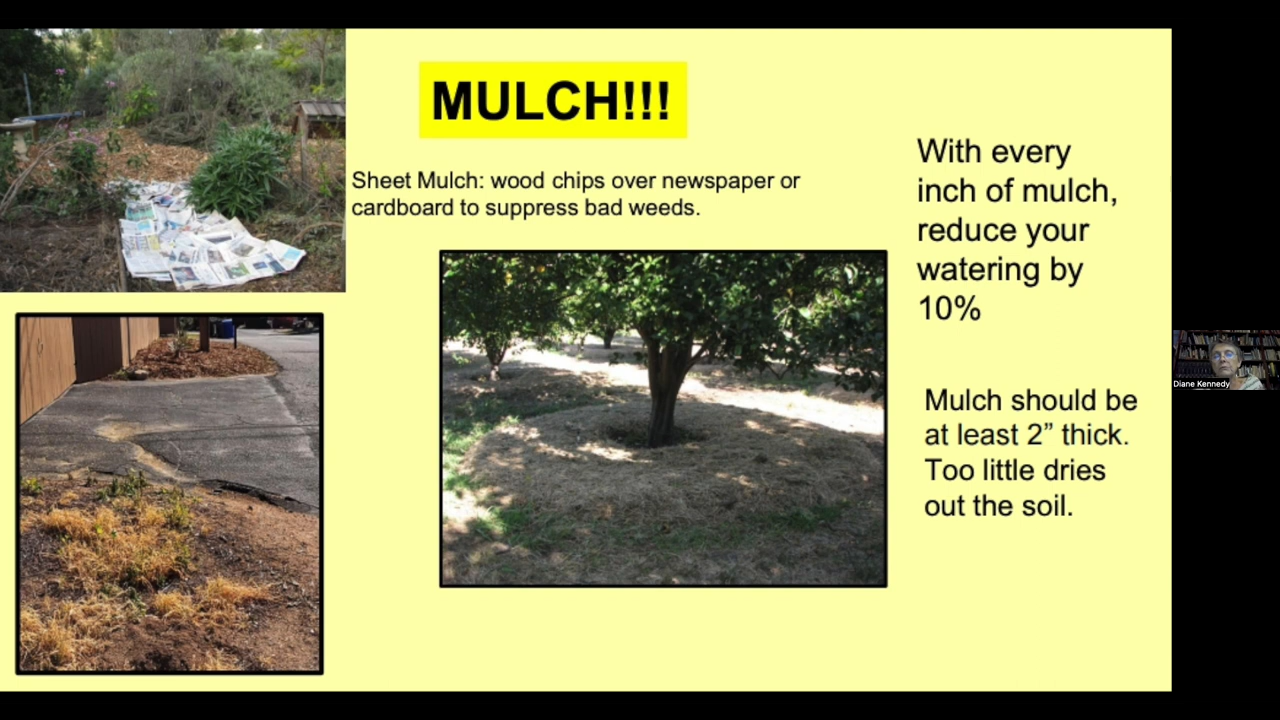 MULCH!!!
Sheet Mulch: wood chips over newspaper or
cardboard to suppress bad weeds.
With every
inch of mulch,
reduce your
watering by
10%
Mulch should be
at least 2” thick.
Too little dries
out the soil.
Diane Kennedy